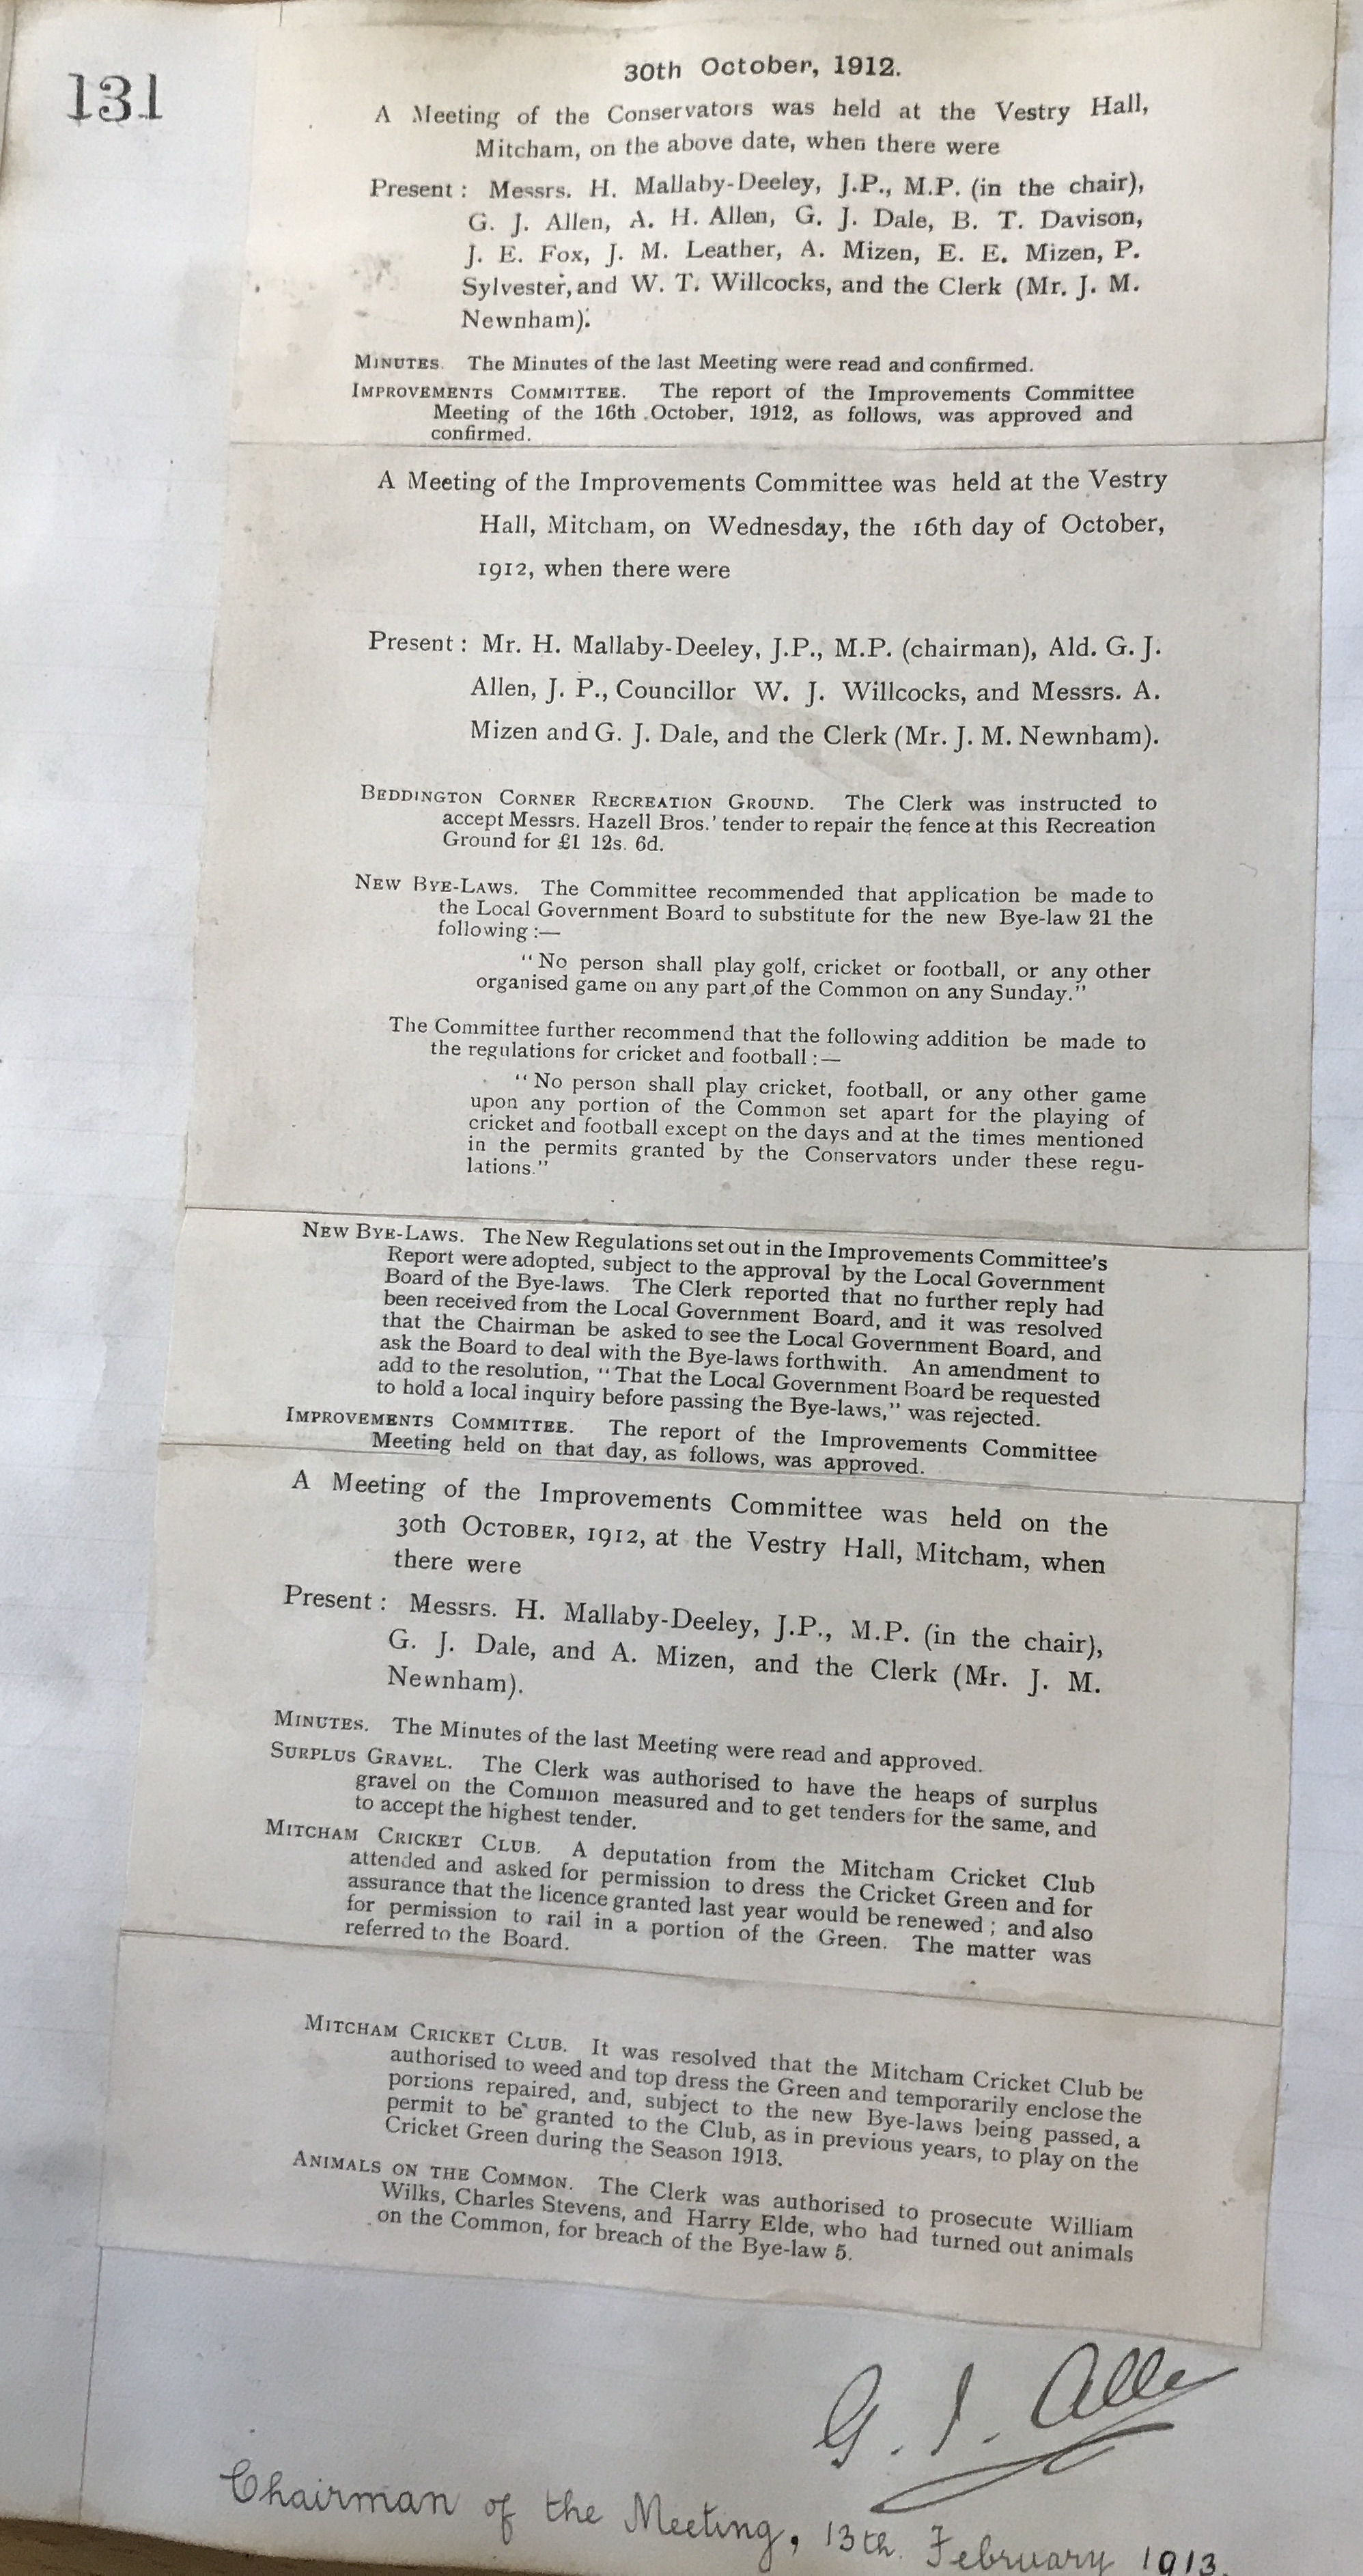 131
30th October, 1912.
A Meeting of the Conservators was held at the Vestry Hall,
Mitcham, on the above date, when there were
Present : Messrs. H. Mallaby-Deeley, J.P., M.P. (in the chair),
G. J. Allen, A. H. Allen, G. J. Dale, B. T. Davison,
J. E. Fox, J. M. Leather, A. Mizen, E. E. Mizen, P.
Sylvester, and W. T. Willcocks, and the Clerk (Mr. J. M.
Newnham).
MINUTES. The Minutes of the last Meeting were read and confirmed.
IMPROVEMENTS COMMITTEE. The report of the Improvements Committee
Meeting of the 16th October, 1912, as follows, was approved and
confirmed.
A Meeting of the Improvements Committee was held at the Vestry
Hall, Mitcham, on Wednesday, the 16th day of October,
1912, when there were
Present : Mr. H. Mallaby-Deeley, J.P., M.P. (chairman), Ald. G. J.
Allen, J. P., Councillor W. J. Willcocks, and Messrs. A.
Mizen and G. J. Dale, and the Clerk (Mr. J. M. Newnham).
BEDDINGTON CORNER RECREATION GROUND. The Clerk was instructed to
accept Messrs. Hazell Bros.' tender to repair the fence at this Recreation
Ground for £1 12s. 6d.
NEW BYE-LAWS. The Committee recommended that application be made to
the Local Government Board to substitute for the new Bye-law 21 the
following :—
"No person shall play golf, cricket or football, or any other
organised game on any part of the Common on any Sunday."
The Committee further recommend that the following addition be made to
the regulations for cricket and football :—
"No person shall play cricket, football, or any other game
upon any portion of the Common set apart for the playing of
cricket and football except on the days and at the times mentioned
in the permits granted by the Conservators under these regu-
lations."
NEW BYE-LAWS. The New Regulations set out in the Improvements Committee's
Report were adopted, subject to the approval by the Local Government
Board of the Bye-laws. The Clerk reported that no further reply had
been received from the Local Government Board, and it was resolved
that the Chairman be asked to see the Local Government Board, and
ask the Board to deal with the Bye-laws forthwith. An amendment to
add to the resolution, "That the Local Government Board be requested
to hold a local inquiry before passing the Bye-laws," was rejected.
IMPROVEMENTS COMMITTEE. The report of the Improvements Committee
Meeting held on that day, as follows, was approved.
A Meeting of the Improvements Committee was held on the
30th OCTOBER, 1912, at the Vestry Hall, Mitcham, when
there were
Present : Messrs. H. Mallaby-Deeley, J.P., M.P. (in the chair),
G. J. Dale, and A. Mizen, and the Clerk (Mr. J. M.
Newnham).
MINUTES. The Minutes of the last Meeting were read and approved.
SURPLUS GRAVEL. The Clerk was authorised to have the heaps of surplus
gravel on the Common measured and to get tenders for the same, and
to accept the highest tender.
MITCHAM CRICKET CLUB. A deputation from the Mitcham Cricket Club
attended and asked for permission to dress the Cricket Green and for
assurance that the licence granted last year would be renewed ; and also
for permission to rail in a portion of the Green. The matter was
referred to the Board.
MITCHAM CRICKET CLUB. It was resolved that the Mitcham Cricket Club be
authorised to weed and top dress the Green and temporarily enclose the
portions repaired, and, subject to the new Bye-laws being passed, a
permit to be granted to the Club, as in previous years, to play on the
Cricket Green during the Season 1913.
ANIMALS ON THE COMMON. The Clerk was authorised to prosecute William
Wilks, Charles Stevens, and Harry Elde, who had turned out animals
on the Common, for breach of the Bye-law 5.
G. J. Allen
Chairman of the Meeting, 13th. February 1913.